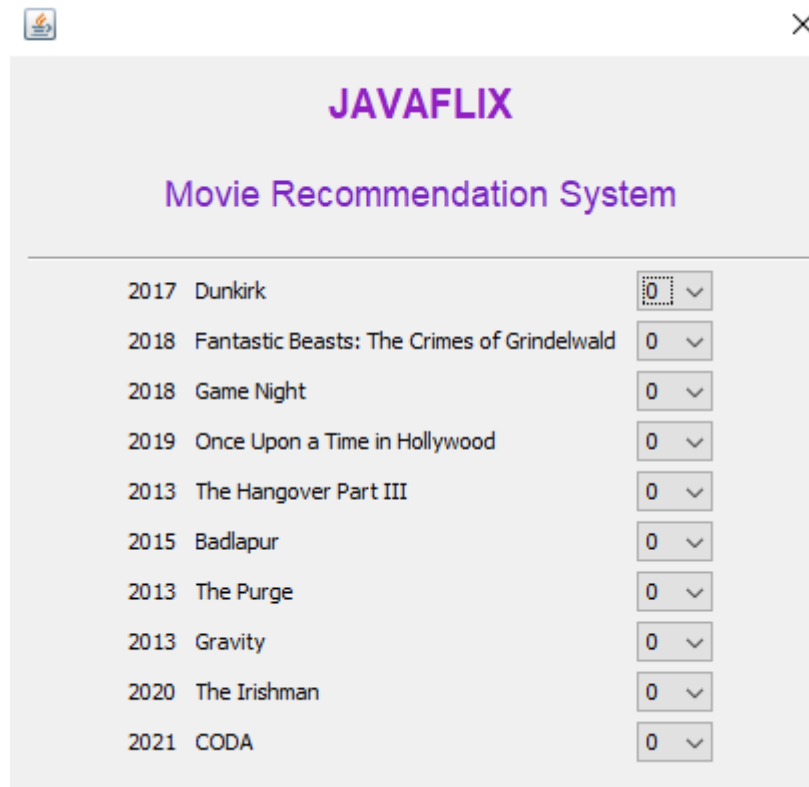 JAVAFLIX
Movie Recommendation System
2017 Dunkirk 0
2018 Fantastic Beasts: The Crimes of Grindelwald 0
2018 Game Night 0
2019 Once Upon a Time in Hollywood 0
2013 The Hangover Part III 0
2015 Badlapur 0
2013 The Purge 0
2013 Gravity 0
2020 The Irishman 0
2021 CODA 0